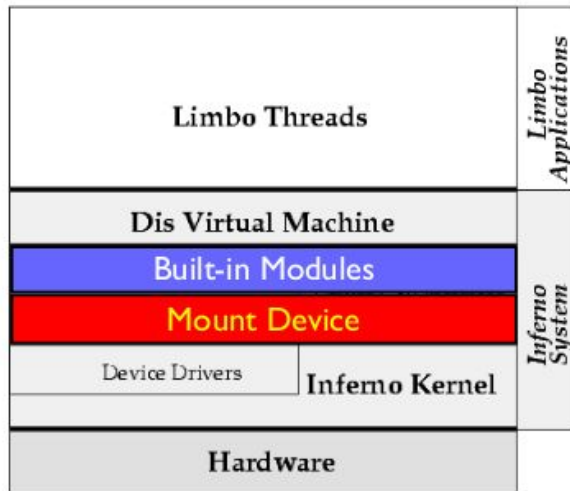 Limbo Threads
Limbo
Applications
Dis Virtual Machine
Built-in Modules
Mount Device
Device Drivers
Inferno Kernel
Inferno
System
Hardware